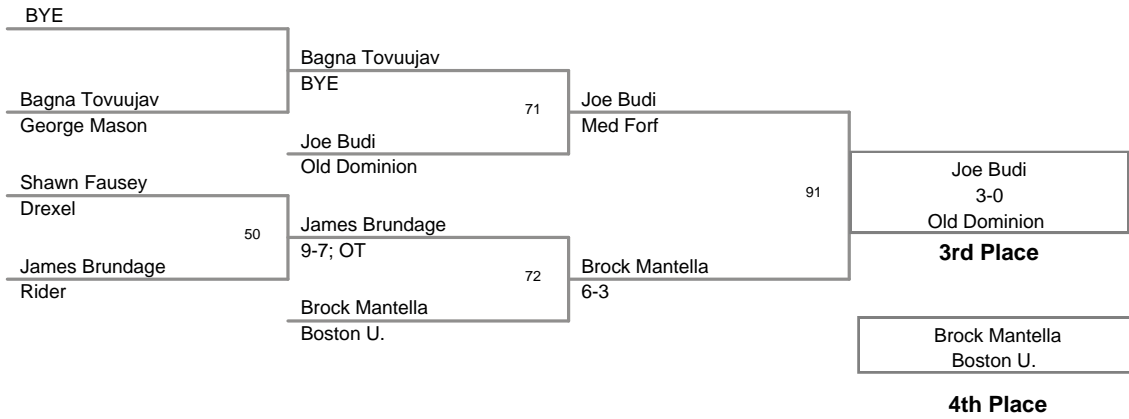 BYE
Bagna Tovuujav
George Mason
Shawn Fausey
Drexel
50
James Brundage
Rider
Bagna Tovuujav
BYE
71
Joe Budi
Old Dominion
James Brundage
9-7; OT
72
Brock Mantella
Boston U.
Joe Budi
Med Forf
91
Brock Mantella
6-3
Joe Budi
3-0
Old Dominion
3rd Place
Brock Mantella
Boston U.
4th Place